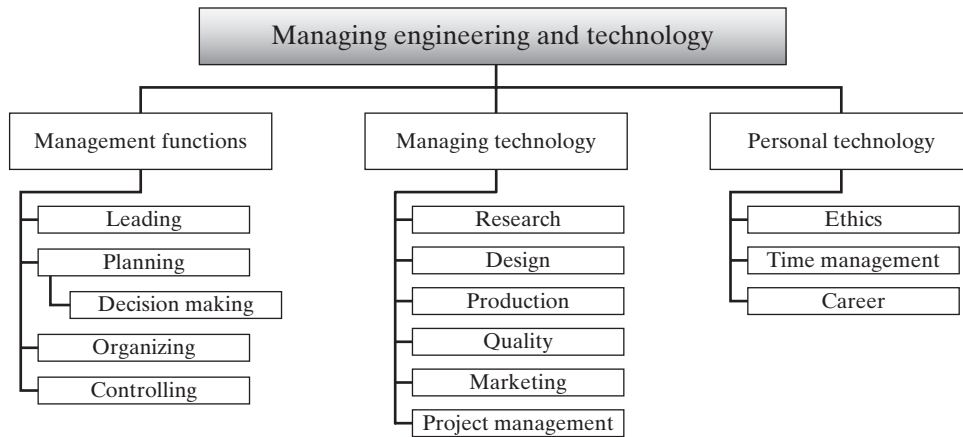 Managing engineering and technology
Management functions
Leading
Planning
Decision making
Organizing
Controlling
Managing technology
Research
Design
Production
Quality
Marketing
Project management
Personal technology
Ethics
Time management
Career